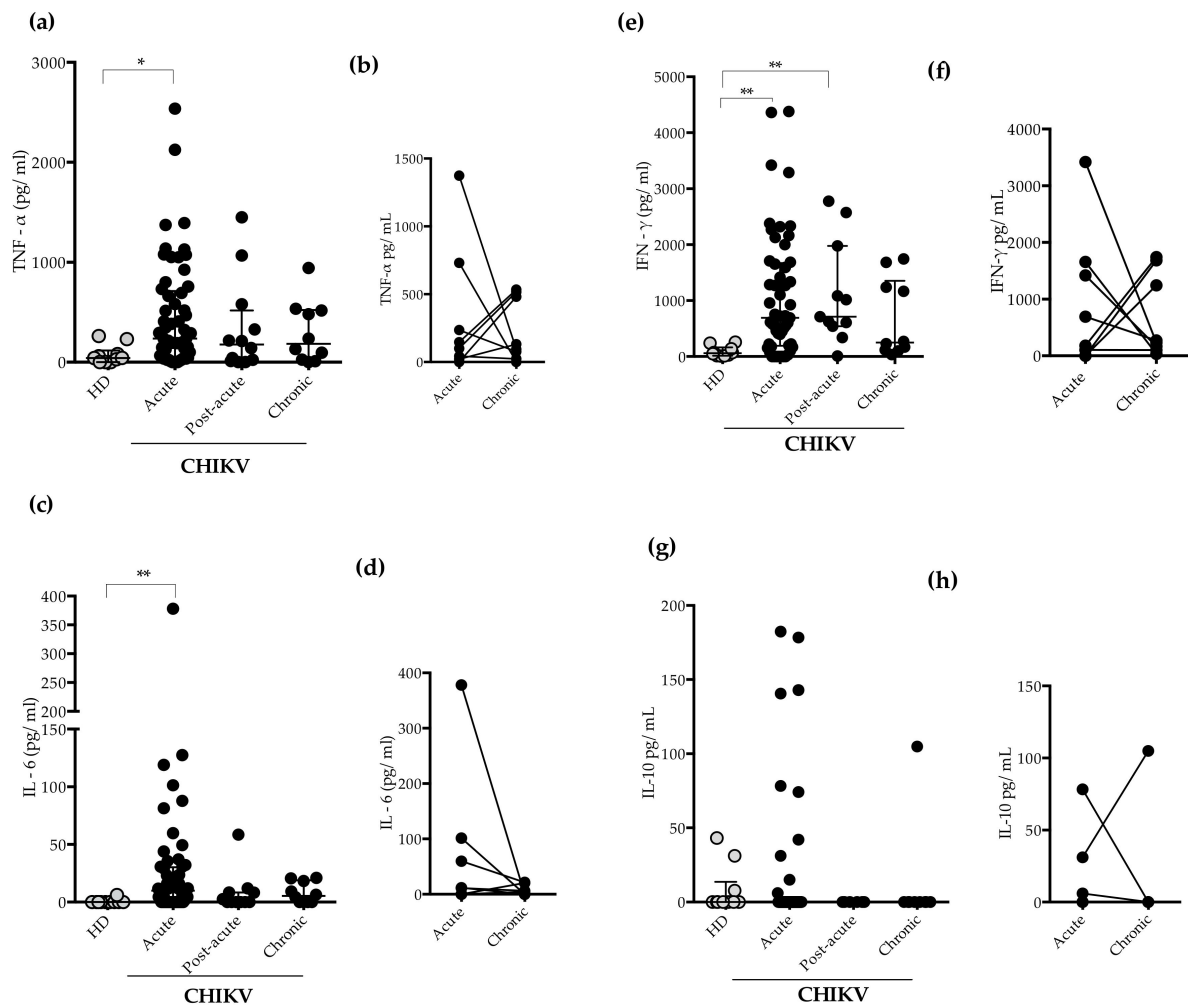 (a)
*
3000
2000
1000
0
TNF - α (pg/ ml)
HD
Acute
Post-acute
Chronic
CHIKV
(b)
1500
1000
500
0
TNF-α pg/ mL
Acute
Chronic
(e)
**
**
5000
4000
3000
2000
1000
0
IFN - γ (pg/ ml)
HD
Acute
Post-acute
Chronic
CHIKV
(f)
4000
3000
2000
1000
0
IFN-γ pg/ mL
Acute
Chronic
(c)
**
400
350
300
250
200
150
100
50
0
IL - 6 (pg/ ml)
HD
Acute
Post-acute
Chronic
CHIKV
(d)
400
300
200
100
0
IL - 6 (pg/ ml)
Acute
Chronic
(g)
200
150
100
50
0
IL-10 pg/ mL
HD
Acute
Post-acute
Chronic
CHIKV
(h)
150
100
50
0
IL-10 pg/ mL
Acute
Chronic